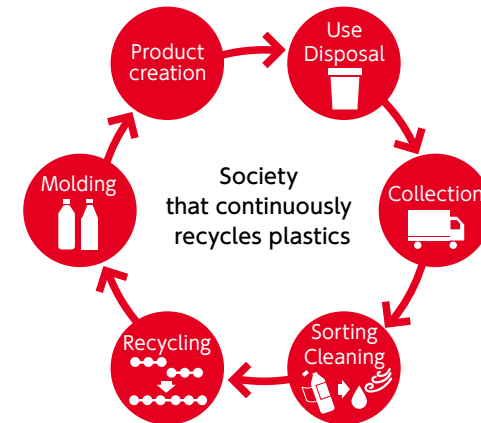 Product
creation
Use
Disposal
Collection
Sorting
Cleaning
Recycling
Molding
Society
that continuously
recycles plastics